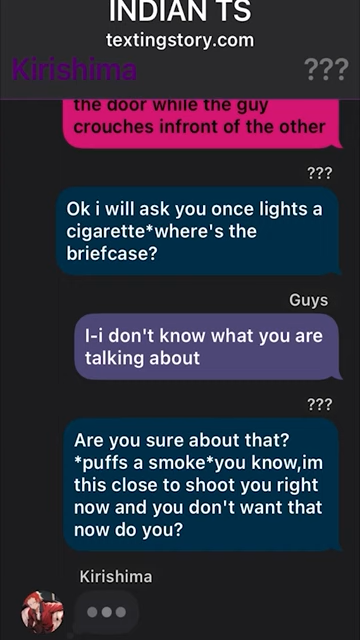 INDIAN TS
textingstory.com
Kirishima
???
the door while the guy
crouches infront of the other
???
Ok i will ask you once lights a
cigarette*where's the
briefcase?
Guys
I-i don't know what you are
talking about
???
Are you sure about that?
*puffs a smoke*you know,im
this close to shoot you right
now and you don't want that
now do you?
Kirishima